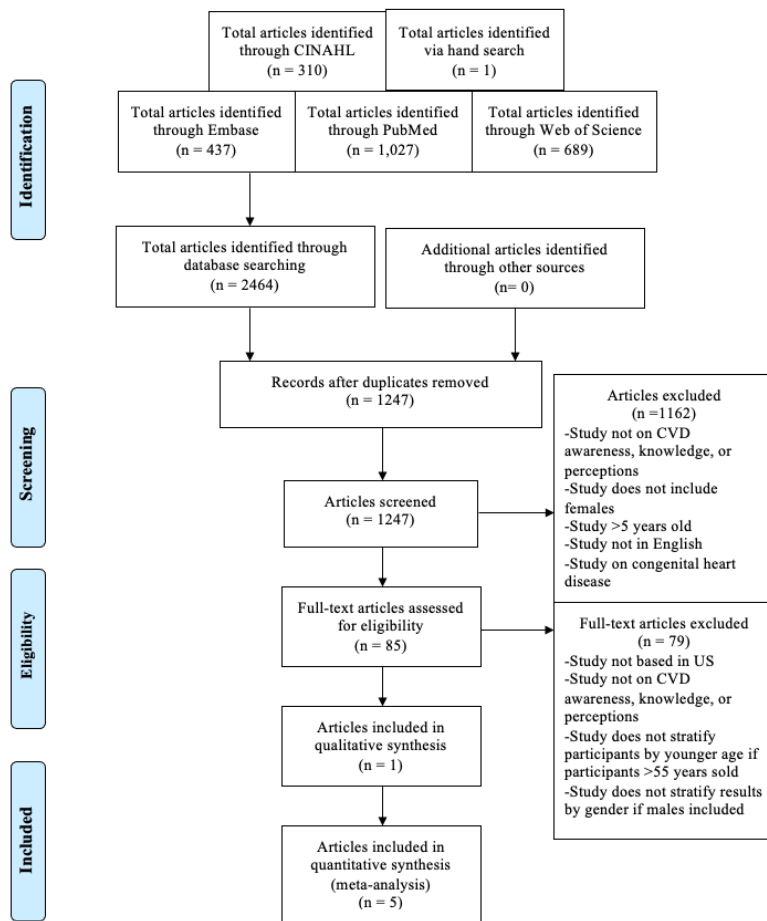 Total articles identified
through CINAHL
(n = 310)
Total articles identified
via hand search
(n = 1)
Identification
Total articles identified
through Embase
(n = 437)
Total articles identified
through PubMed
(n = 1,027)
Total articles identified
through Web of Science
(n = 689)
Total articles identified through
database searching
(n = 2464)
Additional articles identified
through other sources
(n= 0)
Records after duplicates removed
(n = 1247)
Screening
Articles screened
(n = 1247)
Articles excluded
(n =1162)
-Study not on CVD
awareness, knowledge, or
perceptions
-Study does not include
females
-Study >5 years old
-Study not in English
-Study on congenital heart
disease
Eligibility
Full-text articles assessed
for eligibility
(n = 85)
Full-text articles excluded
(n = 79)
-Study not based in US
-Study not on CVD
awareness, knowledge, or
perceptions
-Study does not stratify
participants by younger age if
participants >55 years sold
-Study does not stratify results
by gender if males included
Articles included in
qualitative synthesis
(n = 1)
Included
Articles included in
quantitative synthesis
(meta-analysis)
(n = 5)